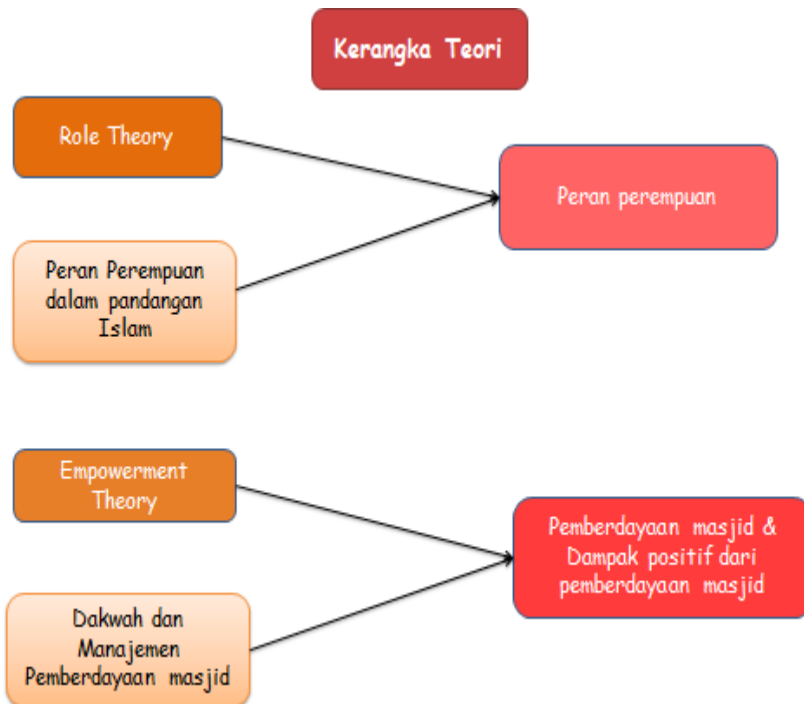 Kerangka Teori
Role Theory
Peran perempuan
Peran Perempuan
dalam pandangan
Islam
Empowerment
Theory
Pemberdayaan masjid &
Dampak positif dari
pemberdayaan masjid
Dakwah dan
Manajemen
Pemberdayaan masjid